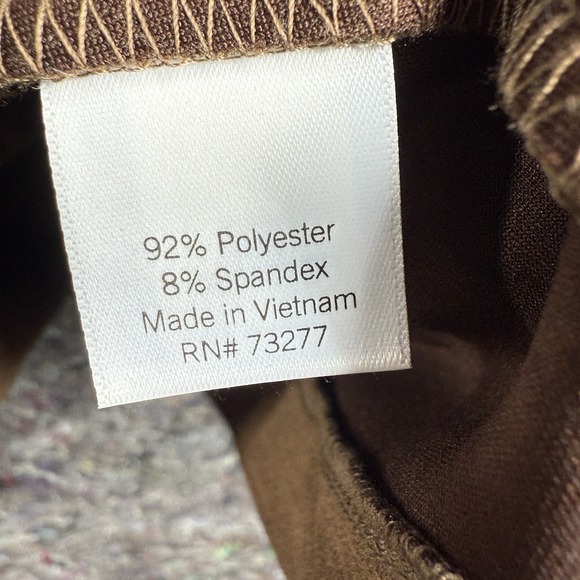 92% Polyester
8% Spandex
Made in Vietnam
RN# 73277